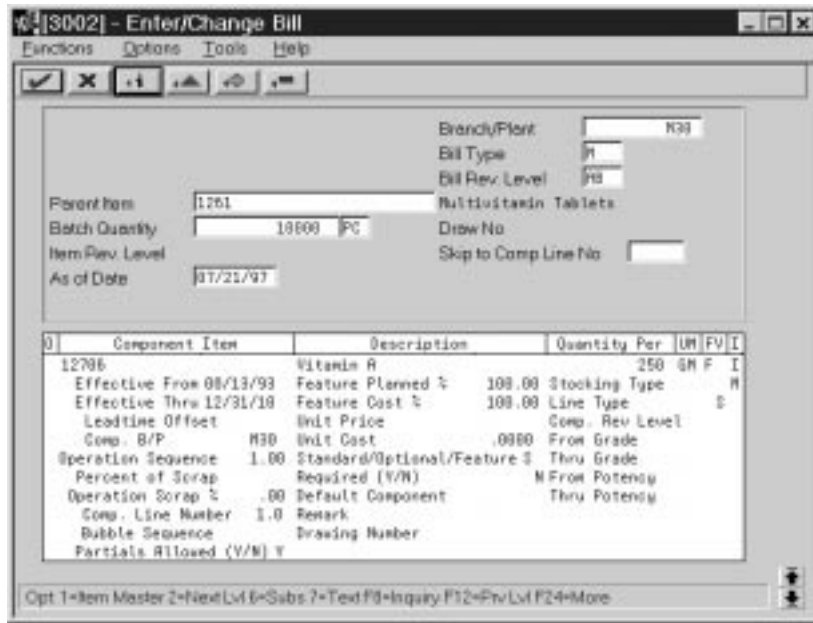 [3002] - Enter/Change Bill
Functions Options Tools Help
Branch/Plant M30
Bill Type M
Bill Rev. Level
Parent Item 1261 Multivitamin Tablets
Batch Quantity 10000 PC Draw No
Item Rev. Level Skip to Comp Line No
As of Date 07/21/97
O Component Item Description Quantity Per UM FV I
12706 Vitamin A 250 GM F I
Effective From 08/13/93 Feature Planned % 100.00 Stocking Type M
Effective Thru 12/31/10 Feature Cost % 100.00 Line Type S
Leadtime Offset Unit Price Comp. Rev Level
Comp. B/P M30 Unit Cost .0000 From Grade
Operation Sequence 1.00 Standard/Optional/Feature S Thru Grade
Percent of Scrap Required (Y/N) N From Potency
Operation Scrap % .00 Default Component Thru Potency
Comp. Line Number 1.0 Remark
Bubble Sequence Drawing Number
Partials Allowed (Y/N) Y
Opt 1=Item Master 2=Next Lvl 6=Subs 7=Text F8=Inquiry F12=Prv Lvl F24=More